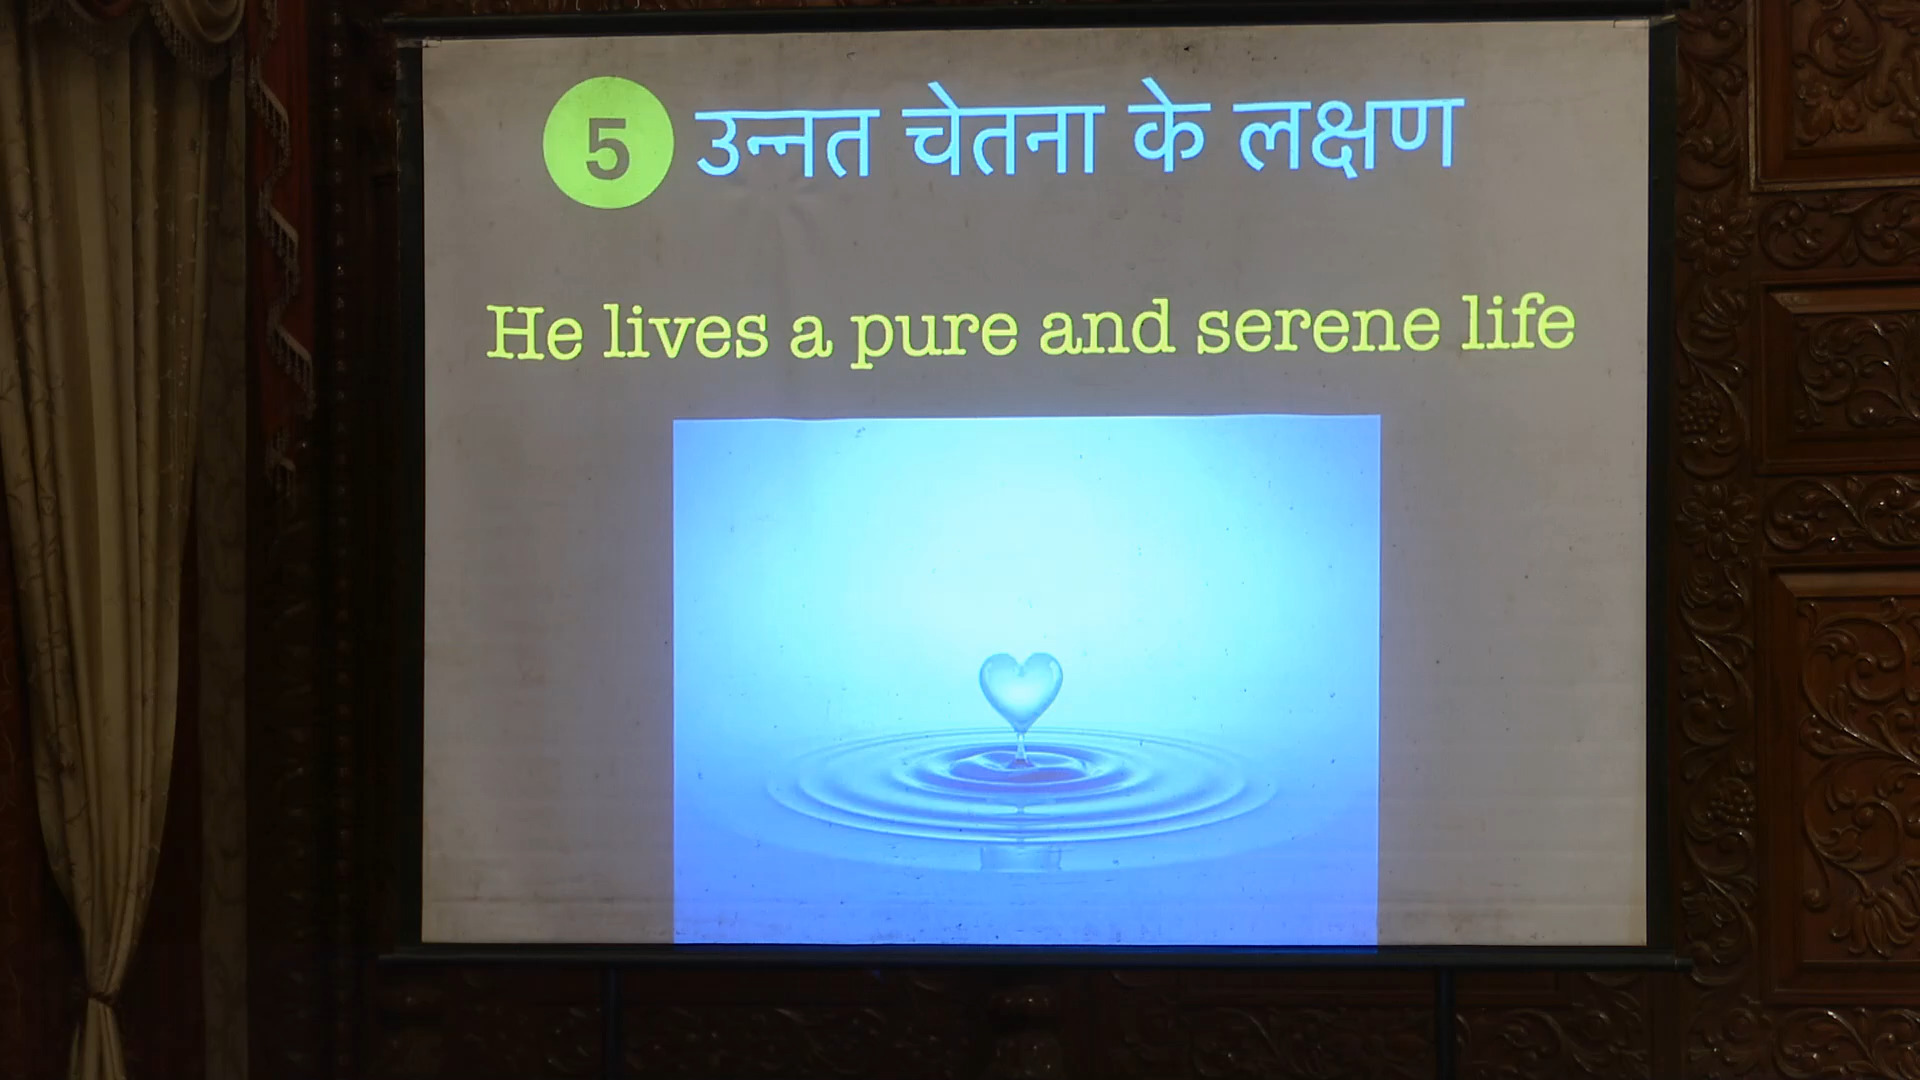 5 उन्नत चेतना के लक्षण
He lives a pure and serene life